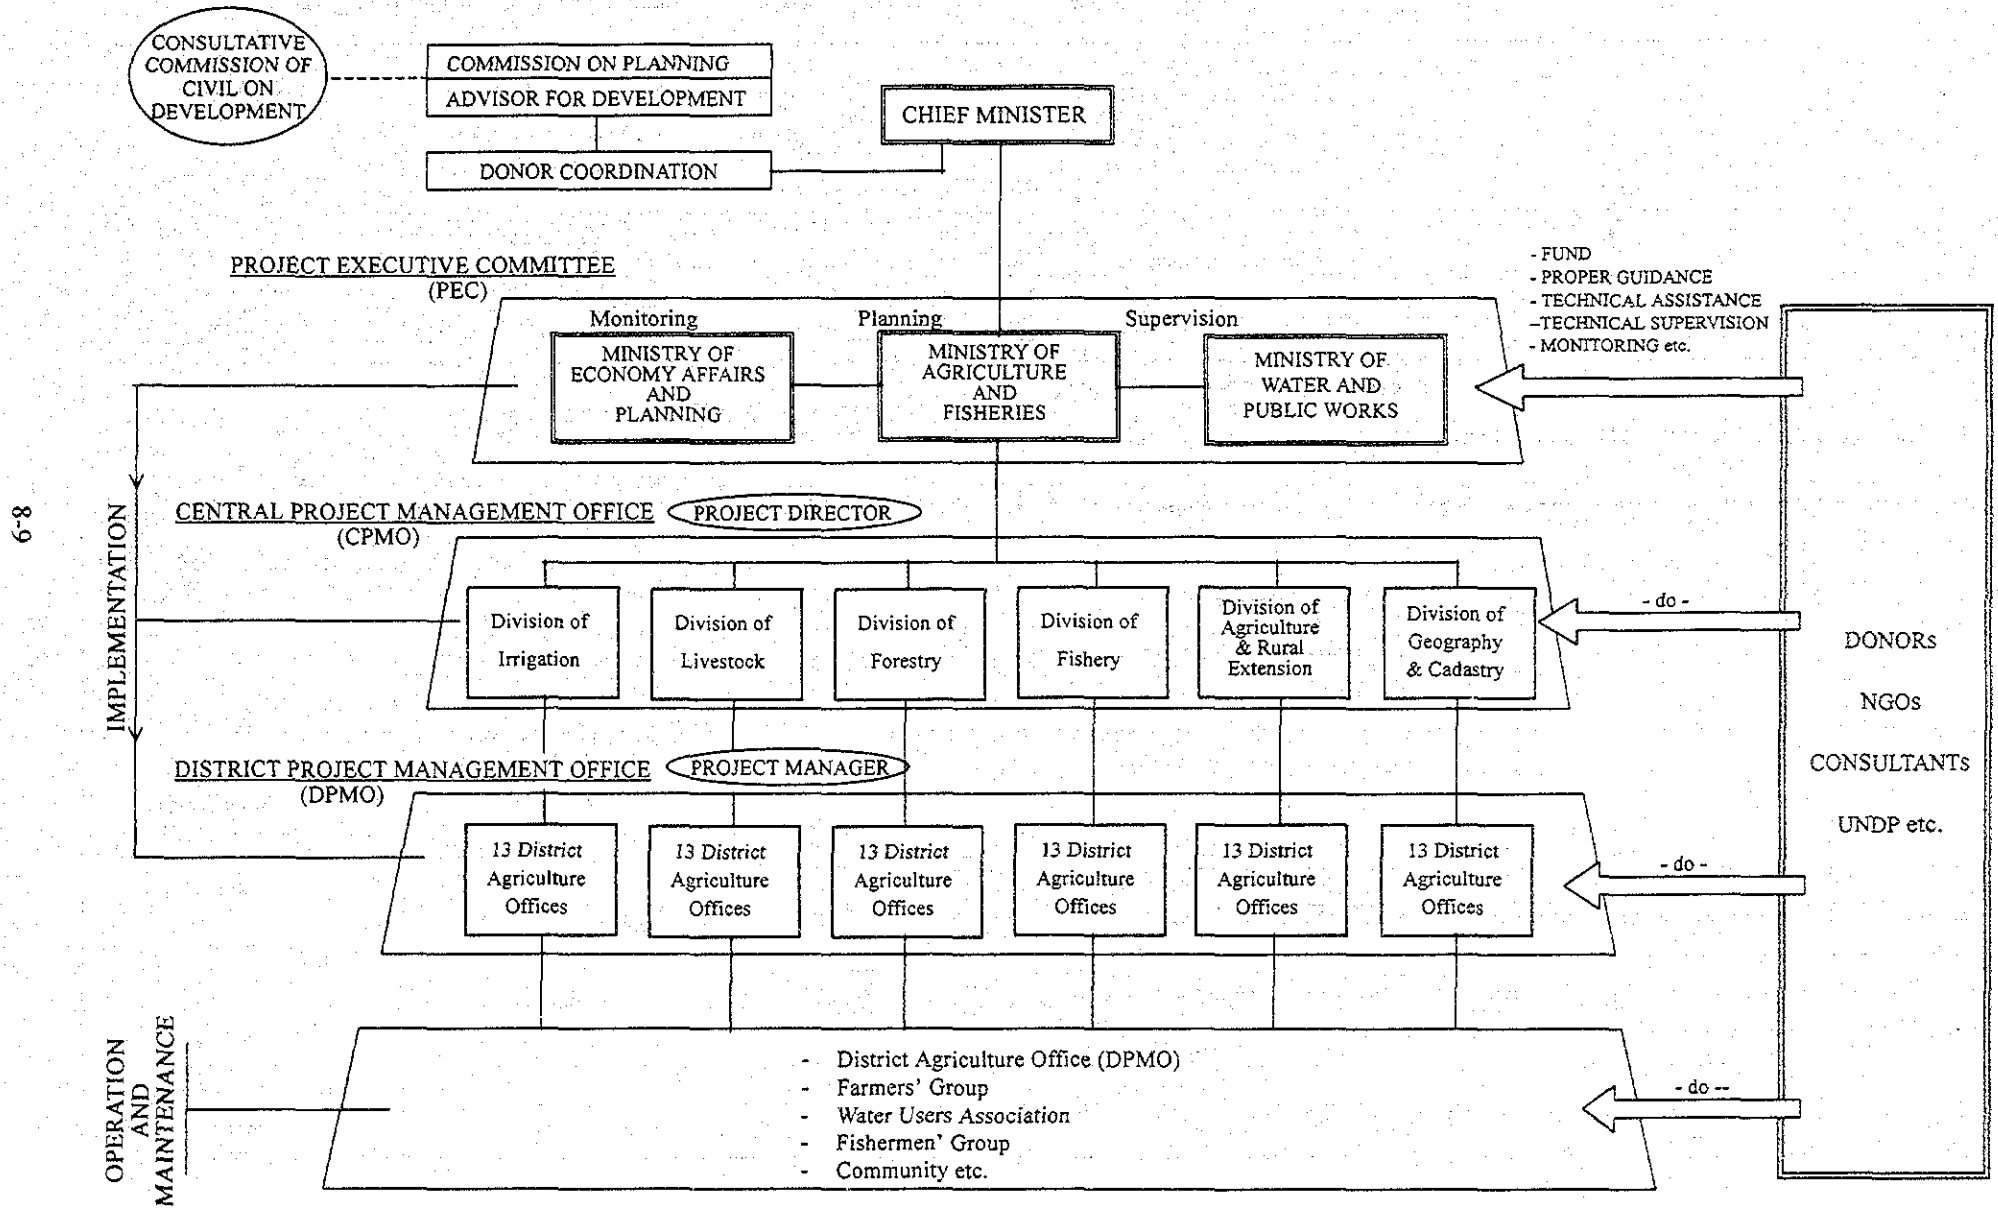 CONSULTATIVE
COMMISSION OF
CIVIL ON
DEVELOPMENT
COMMISSION ON PLANNING
ADVISOR FOR DEVELOPMENT
DONOR COORDINATION
CHIEF MINISTER
PROJECT EXECUTIVE COMMITTEE
(PEC)
Monitoring
Planning
Supervision
MINISTRY OF
ECONOMY AFFAIRS
AND
PLANNING
MINISTRY OF
AGRICULTURE
AND
FISHERIES
MINISTRY OF
WATER AND
PUBLIC WORKS
- FUND
- PROPER GUIDANCE
- TECHNICAL ASSISTANCE
–TECHNICAL SUPERVISION
- MONITORING etc.
6-8
IMPLEMENTATION
CENTRAL PROJECT MANAGEMENT OFFICE
(CPMO)
PROJECT DIRECTOR
Division of
Irrigation
Division of
Livestock
Division of
Forestry
Division of
Fishery
Division of
Agriculture
& Rural
Extension
Division of
Geography
& Cadastry
- do -
DONORs
NGOs
CONSULTANTs
UNDP etc.
DISTRICT PROJECT MANAGEMENT OFFICE
(DPMO)
PROJECT MANAGER
13 District
Agriculture
Offices
13 District
Agriculture
Offices
13 District
Agriculture
Offices
13 District
Agriculture
Offices
13 District
Agriculture
Offices
13 District
Agriculture
Offices
- do -
OPERATION
AND
MAINTENANCE
- District Agriculture Office (DPMO)
- Farmers' Group
- Water Users Association
- Fishermen' Group
- Community etc.
- do --